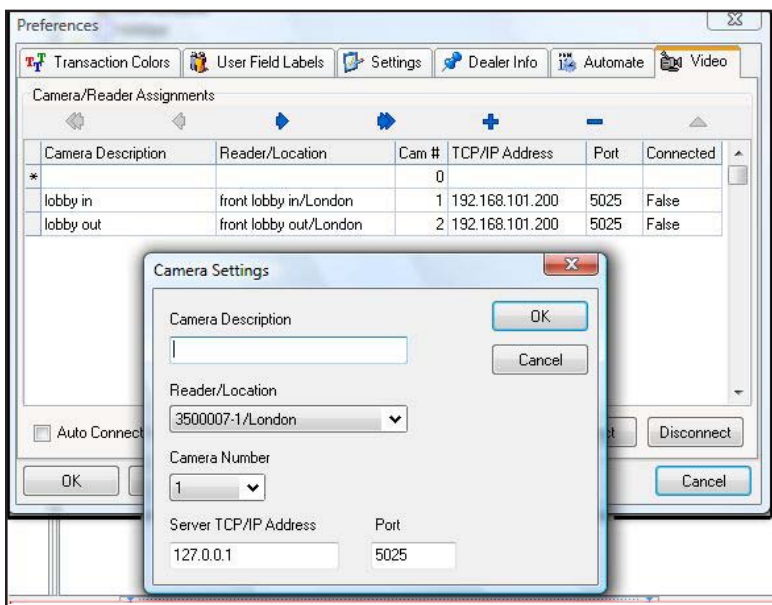 Preferences
Transaction Colors User Field Labels Settings Dealer Info Automate Video
Camera/Reader Assignments
Camera Description Reader/Location Cam # TCP/IP Address Port Connected
* 0
lobby in front lobby in/London 1 192.168.101.200 5025 False
lobby out front lobby out/London 2 192.168.101.200 5025 False
Camera Settings
Camera Description
OK
Cancel
Reader/Location
3500007-1/London
Camera Number
1
Server TCP/IP Address Port
127.0.0.1 5025
Auto Connect Disconnect
OK Cancel